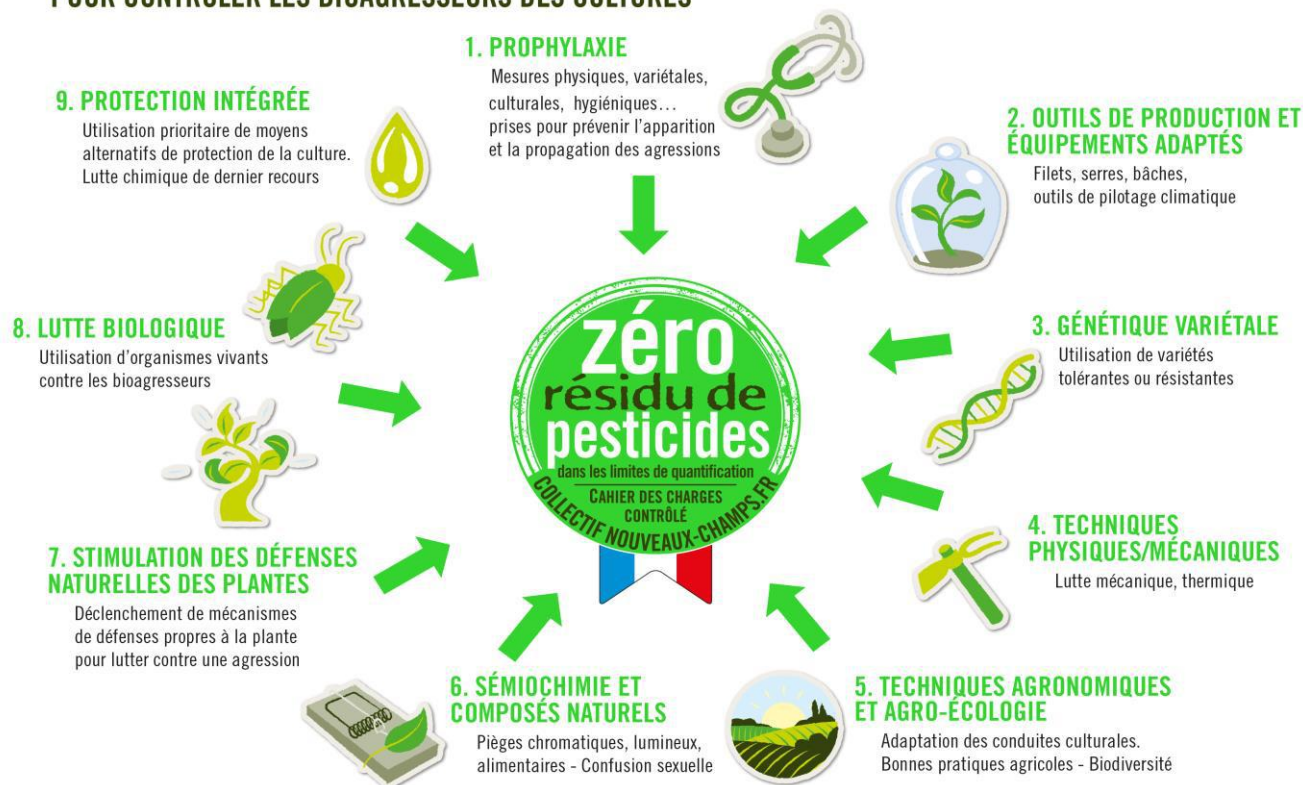 POUR CONTRÔLER LES BIOAGRESSEURS DES CULTURES
1. PROPHYLAXIE
Mesures physiques, variétales,
culturales, hygiéniques...
prises pour prévenir l'apparition
et la propagation des agressions
2. OUTILS DE PRODUCTION ET
ÉQUIPEMENTS ADAPTÉS
Filets, serres, bâches,
outils de pilotage climatique
3. GÉNÉTIQUE VARIÉTALE
Utilisation de variétés
tolérantes ou résistantes
4. TECHNIQUES
PHYSIQUES/MÉCANIQUES
Lutte mécanique, thermique
5. TECHNIQUES AGRONOMIQUES
ET AGRO-ÉCOLOGIE
Adaptation des conduites culturales.
Bonnes pratiques agricoles - Biodiversité
6. SÉMIOCHIMIE ET
COMPOSÉS NATURELS
Pièges chromatiques, lumineux,
alimentaires - Confusion sexuelle
7. STIMULATION DES DÉFENSES
NATURELLES DES PLANTES
Déclenchement de mécanismes
de défenses propres à la plante
pour lutter contre une agression
8. LUTTE BIOLOGIQUE
Utilisation d'organismes vivants
contre les bioagresseurs
9. PROTECTION INTÉGRÉE
Utilisation prioritaire de moyens
alternatifs de protection de la culture.
Lutte chimique de dernier recours
zéro
résidu de
pesticides
dans les limites de quantification
CAHIER DES CHARGES
CONTRÔLÉ
COLLECTIF NOUVEAUX-CHAMPS.FR